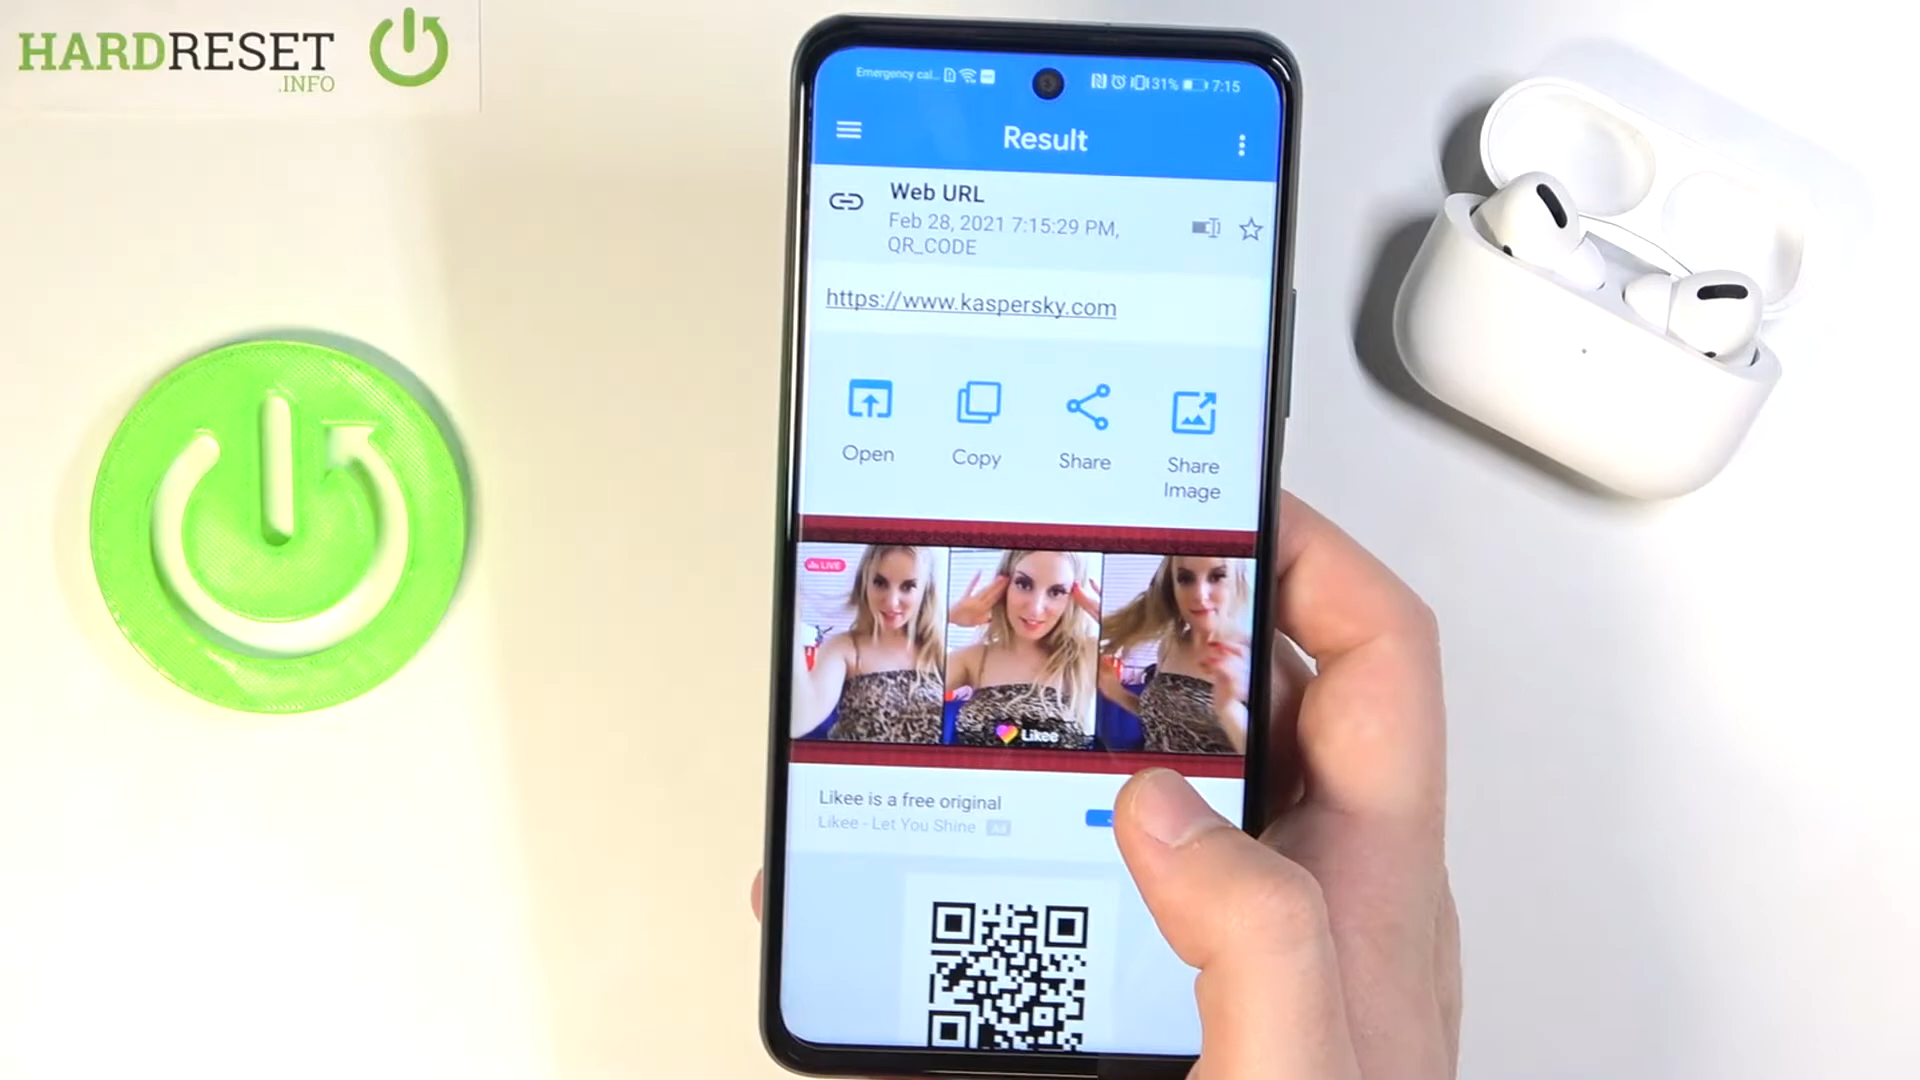 HARDRESET
.INFO
Emergency cal... 31% 7:15
Result
Web URL
Feb 28, 2021 7:15:29 PM,
QR_CODE
https://www.kaspersky.com
Open Copy Share Share
Image
LIVE
Likee
Likee is a free original
Likee - Let You Shine Ad